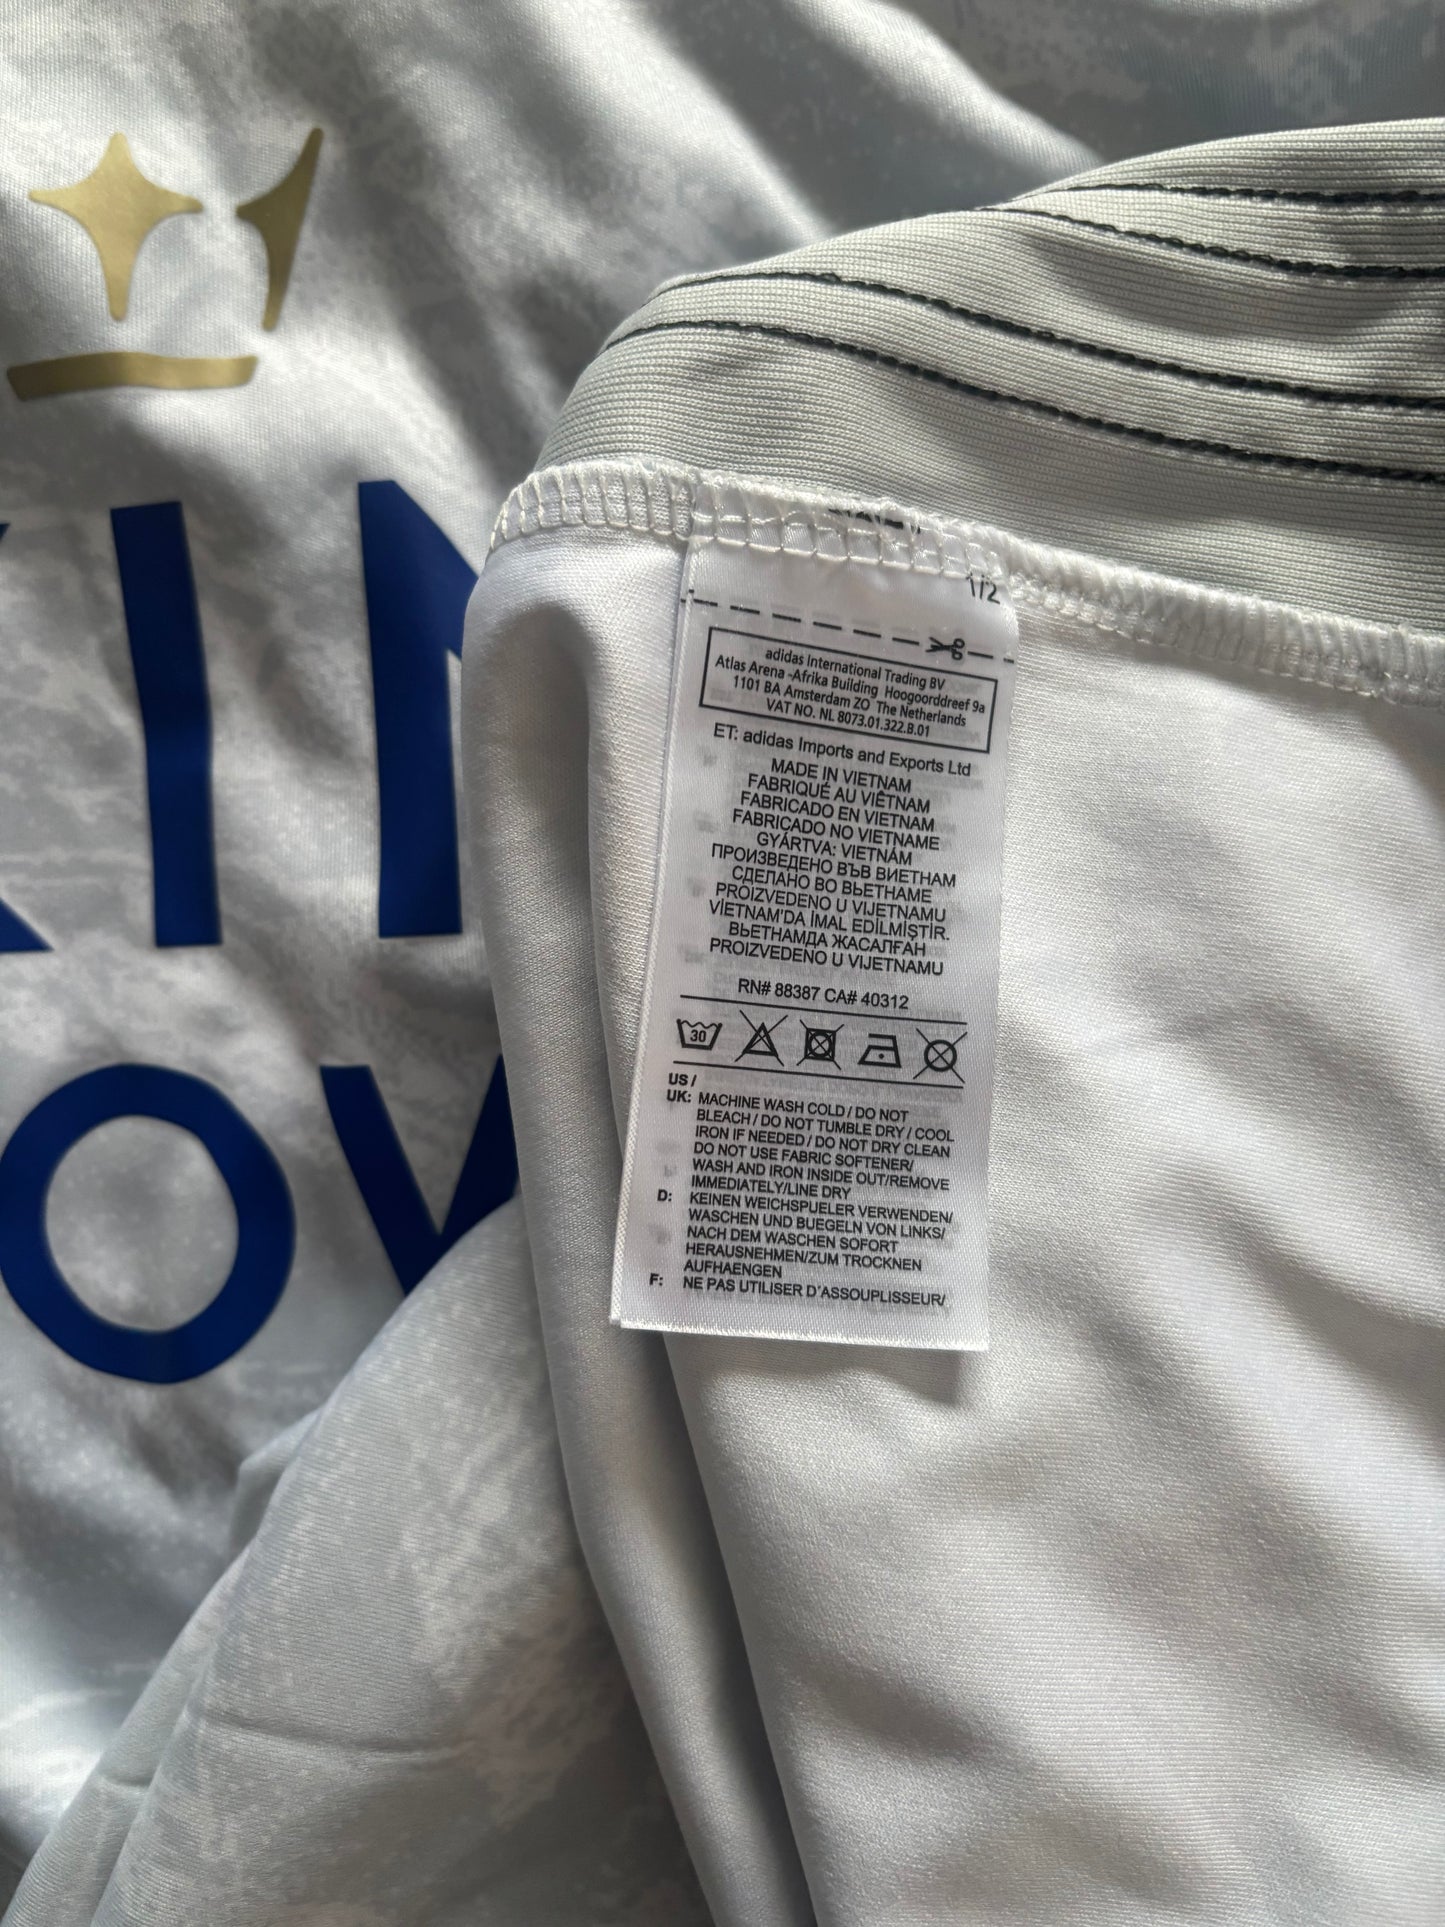 1/2
adidas International Trading BV
Atlas Arena -Afrika Building Hoogoorddreef 9a
1101 BA Amsterdam ZO The Netherlands
VAT NO. NL 8073.01.322.B.01
ET: adidas Imports and Exports Ltd
MADE IN VIETNAM
FABRIQUÉ AU VIÊTNAM
FABRICADO EN VIETNAM
FABRICADO NO VIETNAME
GYÁRTVA: VIETNÁM
ПРОИЗВЕДЕНО ВЪВ ВИЕТНАМ
СДЕЛАНО ВО ВЬЕТНАМЕ
PROIZVEDENO U VIJETNAMU
VİETNAM'DA İMAL EDİLMİŞTİR.
ВЬЕТНАМДА ЖАСАЛҒАН
PROIZVEDENO U VIJETNAMU
RN# 88387 CA# 40312
30
US /
UK: MACHINE WASH COLD / DO NOT
BLEACH / DO NOT TUMBLE DRY / COOL
IRON IF NEEDED / DO NOT DRY CLEAN
DO NOT USE FABRIC SOFTENER/
WASH AND IRON INSIDE OUT/REMOVE
IMMEDIATELY/LINE DRY
D: KEINEN WEICHSPUELER VERWENDEN/
WASCHEN UND BUEGELN VON LINKS/
NACH DEM WASCHEN SOFORT
HERAUSNEHMEN/ZUM TROCKNEN
AUFHAENGEN
F: NE PAS UTILISER D'ASSOUPLISSEUR/